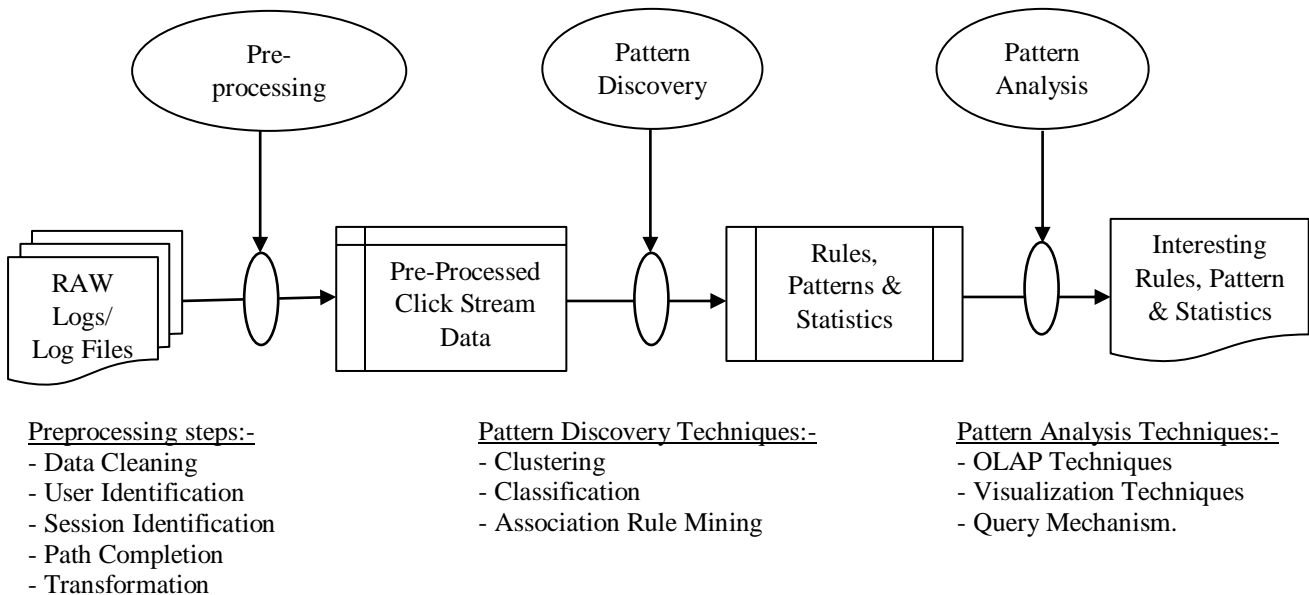 Pre-
processing
Pattern
Discovery
Pattern
Analysis
RAW
Logs/
Log Files
Pre-Processed
Click Stream
Data
Rules,
Patterns &
Statistics
Interesting
Rules, Pattern
& Statistics
Preprocessing steps:-
- Data Cleaning
- User Identification
- Session Identification
- Path Completion
- Transformation
Pattern Discovery Techniques:-
- Clustering
- Classification
- Association Rule Mining
Pattern Analysis Techniques:-
- OLAP Techniques
- Visualization Techniques
- Query Mechanism.